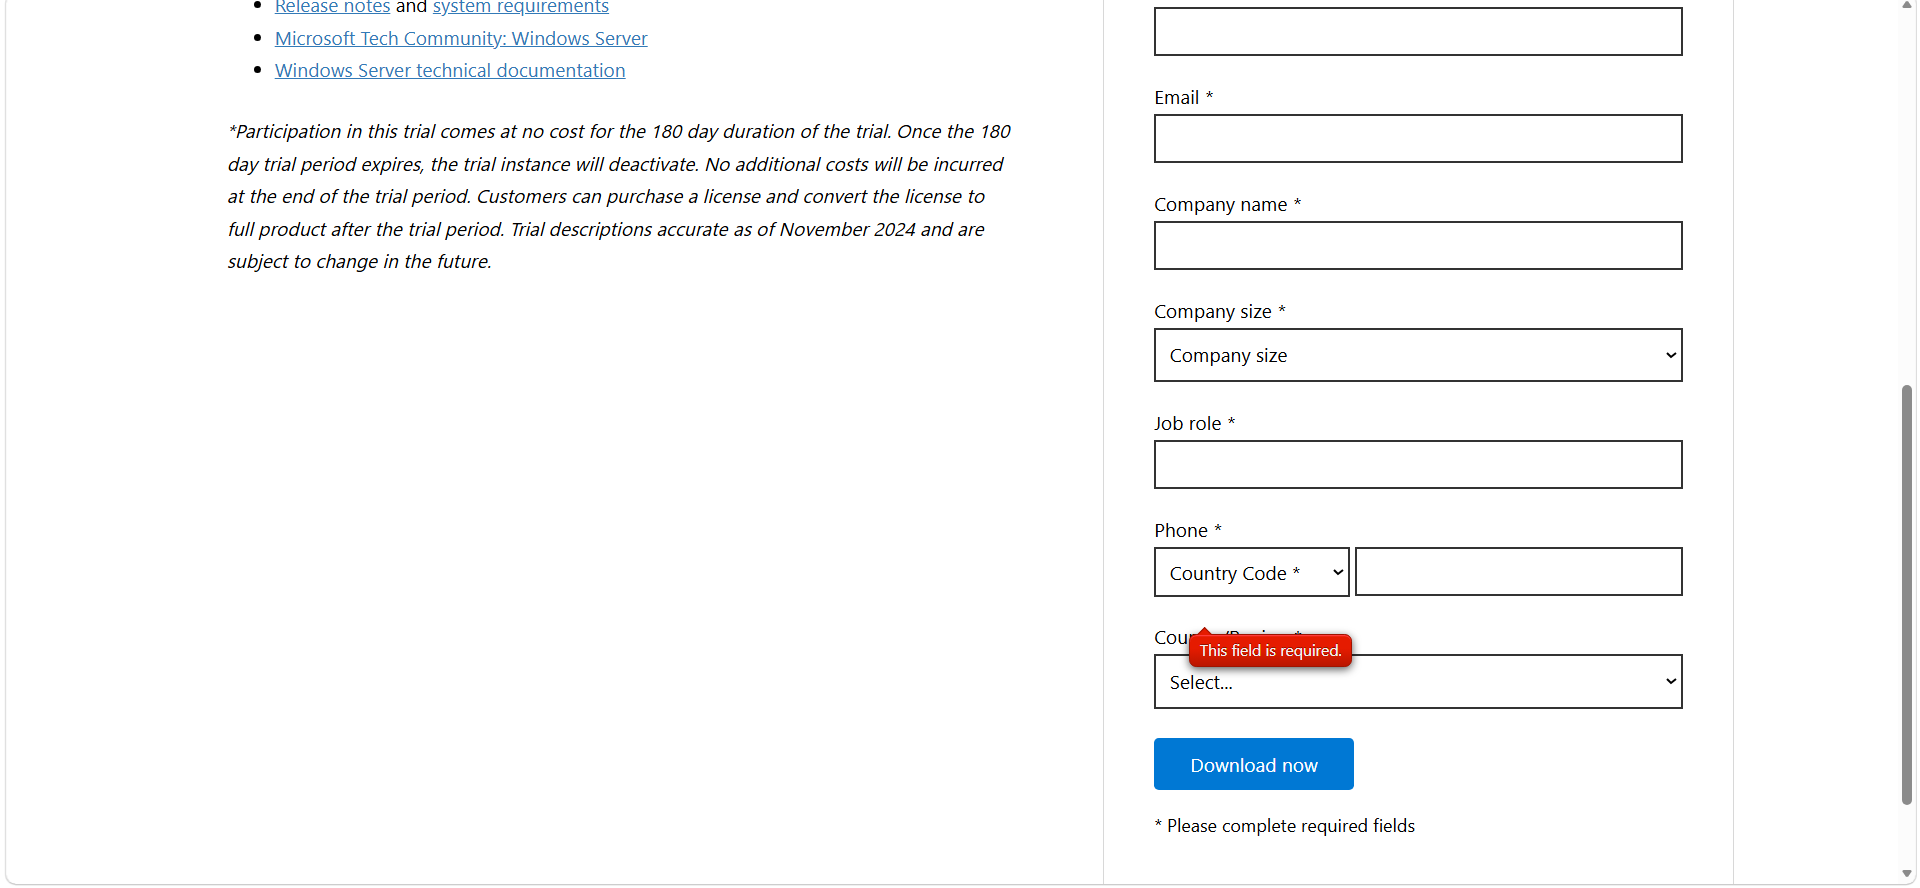 Release notes and system requirements
Microsoft Tech Community: Windows Server
Windows Server technical documentation
*Participation in this trial comes at no cost for the 180 day duration of the trial. Once the 180
day trial period expires, the trial instance will deactivate. No additional costs will be incurred
at the end of the trial period. Customers can purchase a license and convert the license to
full product after the trial period. Trial descriptions accurate as of November 2024 and are
subject to change in the future.
Email *
Company name *
Company size *
Company size
Job role *
Phone *
Country Code *
This field is required.
Select...
Download now
* Please complete required fields